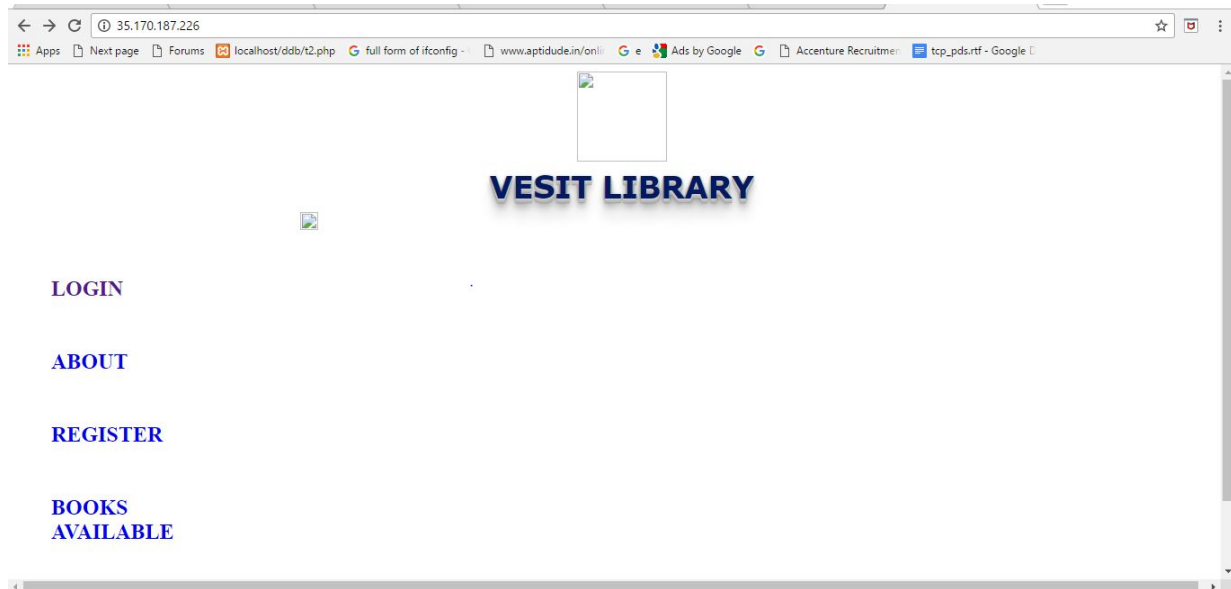 35.170.187.226
Apps Next page Forums localhost/ddb/t2.php full form of ifconfig - www.aptidude.in/onli e Ads by Google Accenture Recruitmen tcp_pds.rtf - Google D
VESIT LIBRARY
LOGIN
ABOUT
REGISTER
BOOKS
AVAILABLE